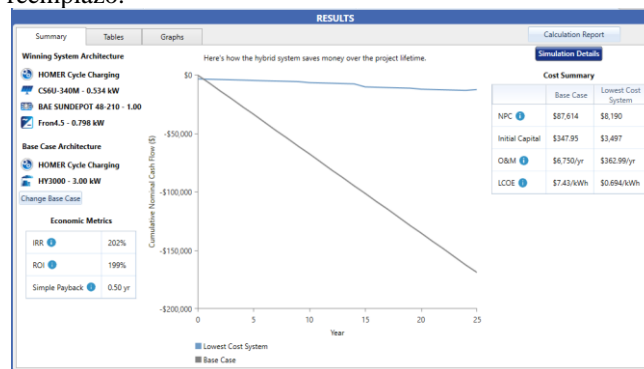 reemplazo.
RESULTS
Summary
Tables
Graphs
Calculation Report
Simulation Details
Winning System Architecture
HOMER Cycle Charging
CS6U-340M - 0.534 kW
BAE SUNDEPOT 48-210 - 1.00
Fron4.5 - 0.798 kW
Base Case Architecture
HOMER Cycle Charging
HY3000 - 3.00 kW
Change Base Case
Economic Metrics
IRR 202%
ROI 199%
Simple Payback 0.50 yr
Here's how the hybrid system saves money over the project lifetime.
Cumulative Nominal Cash Flow ($)
$0
-$50,000
-$100,000
-$150,000
-$200,000
0 5 10 15 20 25
Year
Lowest Cost System
Base Case
Cost Summary
Base Case Lowest Cost System
NPC $87,614 $8,190
Initial Capital $347.95 $3,497
O&M $6,750/yr $362.99/yr
LCOE $7.43/kWh $0.694/kWh